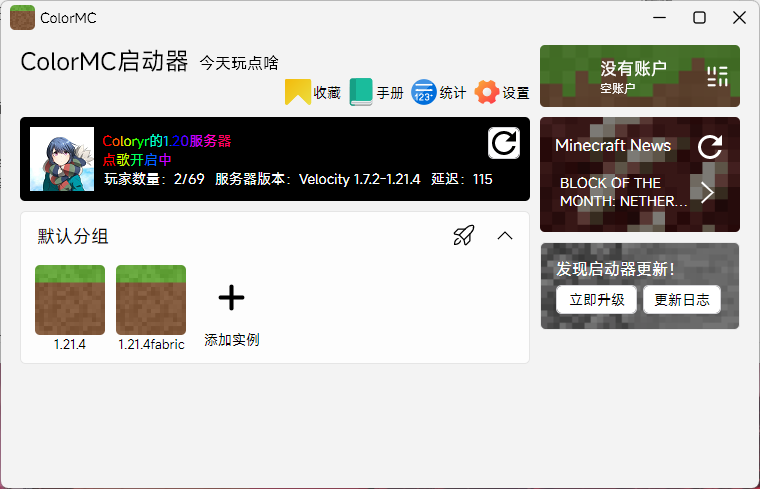 ColorMC
ColorMC启动器 今天玩点啥
收藏 手册 123+ 统计 设置
Coloryr的1.20服务器
点歌开启中
玩家数量：2/69 服务器版本：Velocity 1.7.2-1.21.4 延迟：115
默认分组
1.21.4
1.21.4fabric
添加实例
没有账户
空账户
Minecraft News
BLOCK OF THE
MONTH: NETHER...
发现启动器更新!
立即升级 更新日志